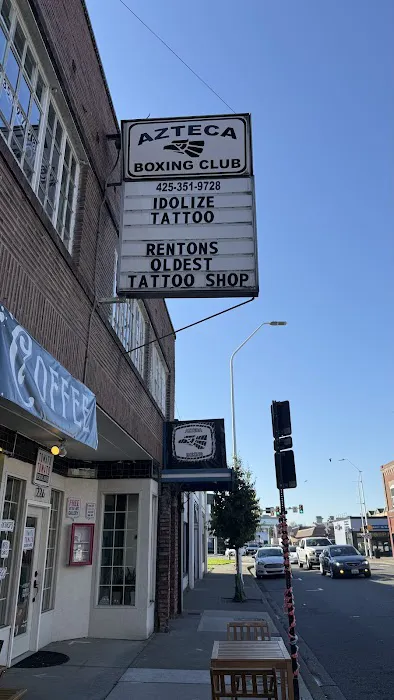 AZTECA
BOXING CLUB
425-351-9728
IDOLIZE
TATTOO
RENTONS
OLDEST
TATTOO SHOP
COFFEE